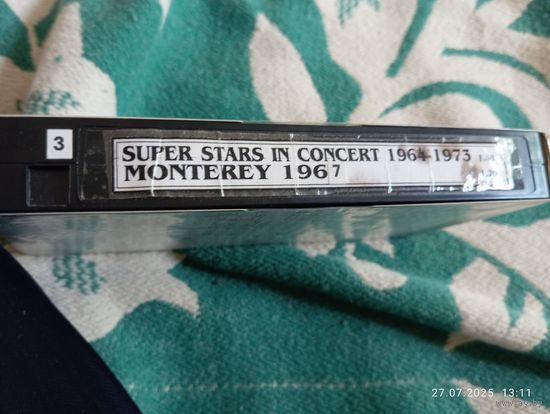 3
SUPER STARS IN CONCERT 1964-1973
MONTEREY 1967
27.07.2025 13:11